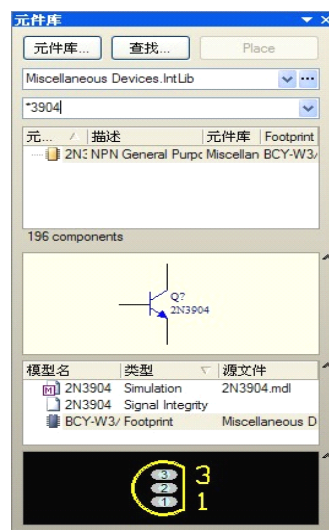 元件库
元件库... 查找... Place
Miscellaneous Devices.IntLib
*3904
元... 描述 元件库 Footprint
2N3 NPN General Purpo Miscellan BCY-W3/
196 components
Q?
2N3904
模型名 类型 源文件
2N3904 Simulation 2N3904.mdl
2N3904 Signal Integrity
BCY-W3/ Footprint Miscellaneous D
3 3
2
1 1